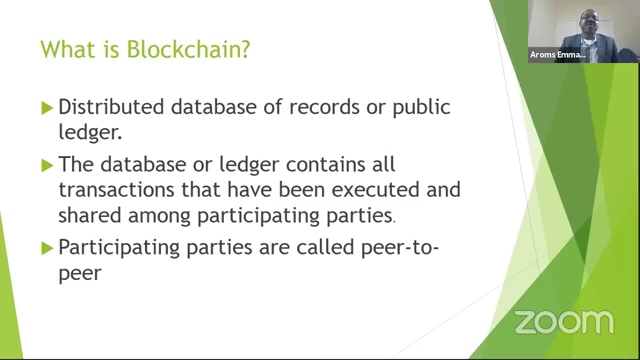 What is Blockchain?
Aroms Emma...
Distributed database of records or public
ledger.
The database or ledger contains all
transactions that have been executed and
shared among participating parties.
Participating parties are called peer-to-
peer
zoom